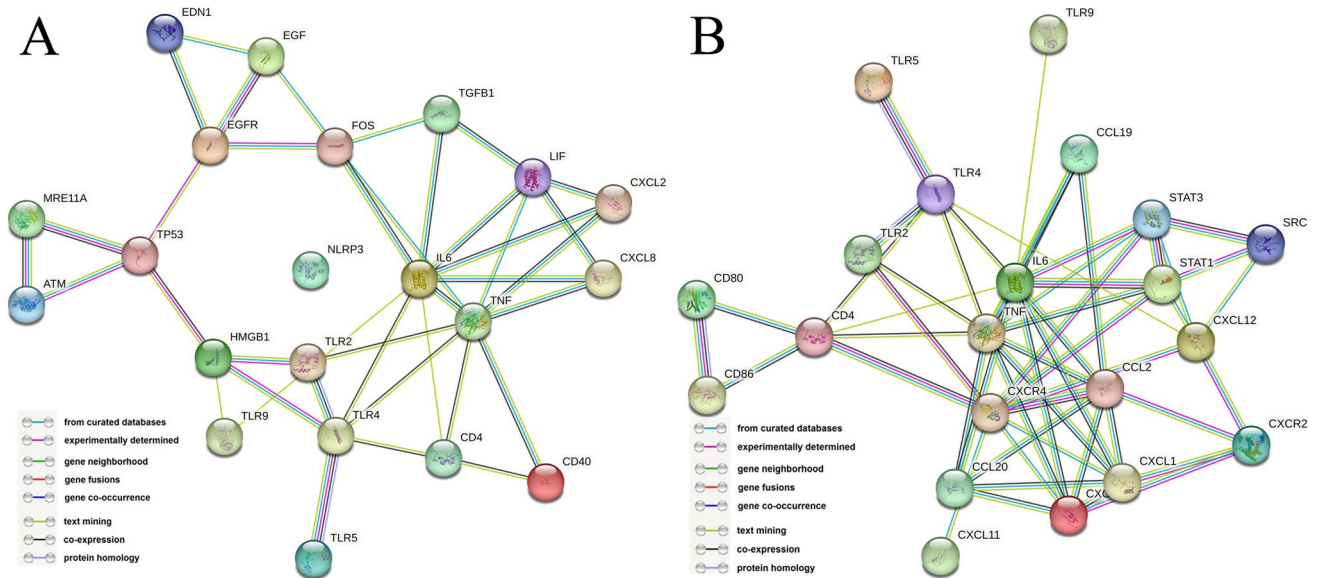 A
EDN1
EGF
EGFR
FOS
TGFB1
LIF
CXCL2
MRE11A
TP53
NLRP3
IL6
CXCL8
ATM
TNF
HMGB1
TLR2
TLR9
TLR4
CD4
CD40
TLR5
from curated databases
experimentally determined
gene neighborhood
gene fusions
gene co-occurrence
text mining
co-expression
protein homology
B
TLR9
TLR5
CCL19
TLR4
STAT3
SRC
TLR2
IL6
STAT1
CD80
CD4
TNF
CXCL12
CD86
CXCR4
CCL2
CXCR2
CCL20
CXCL1
CXCL11
from curated databases
experimentally determined
gene neighborhood
gene fusions
gene co-occurrence
text mining
co-expression
protein homology